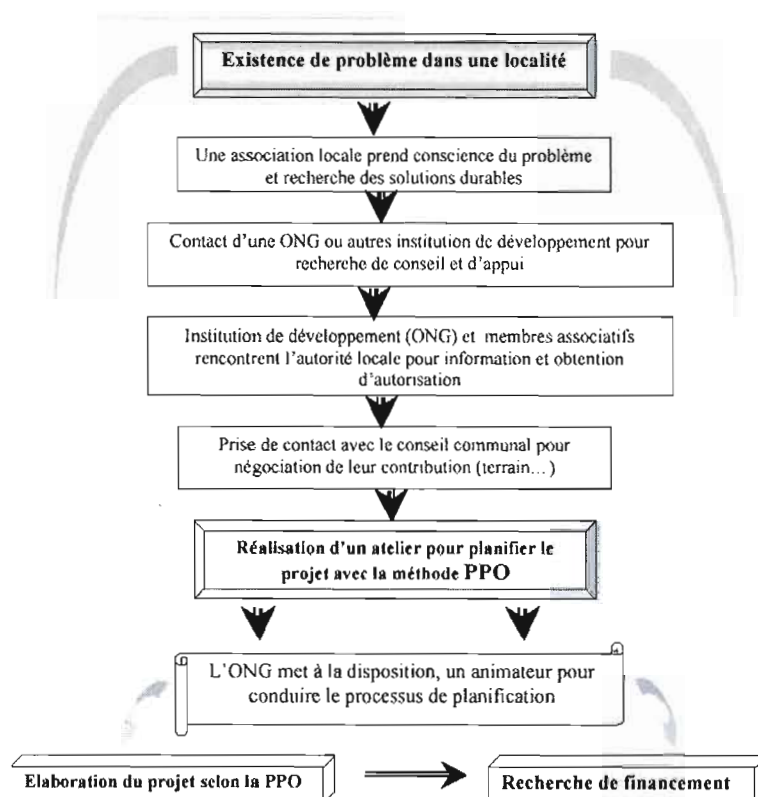 Existence de problème dans une localité
Une association locale prend conscience du problème
et recherche des solutions durables
Contact d'une ONG ou autres institution de développement pour
recherche de conseil et d'appui
Institution de développement (ONG) et membres associatifs
rencontrent l'autorité locale pour information et obtention
d'autorisation
Prise de contact avec le conseil communal pour
négociation de leur contribution (terrain...)
Réalisation d'un atelier pour planifier le
projet avec la méthode PPO
L'ONG met à la disposition, un animateur pour
conduire le processus de planification
Elaboration du projet selon la PPO
Recherche de financement